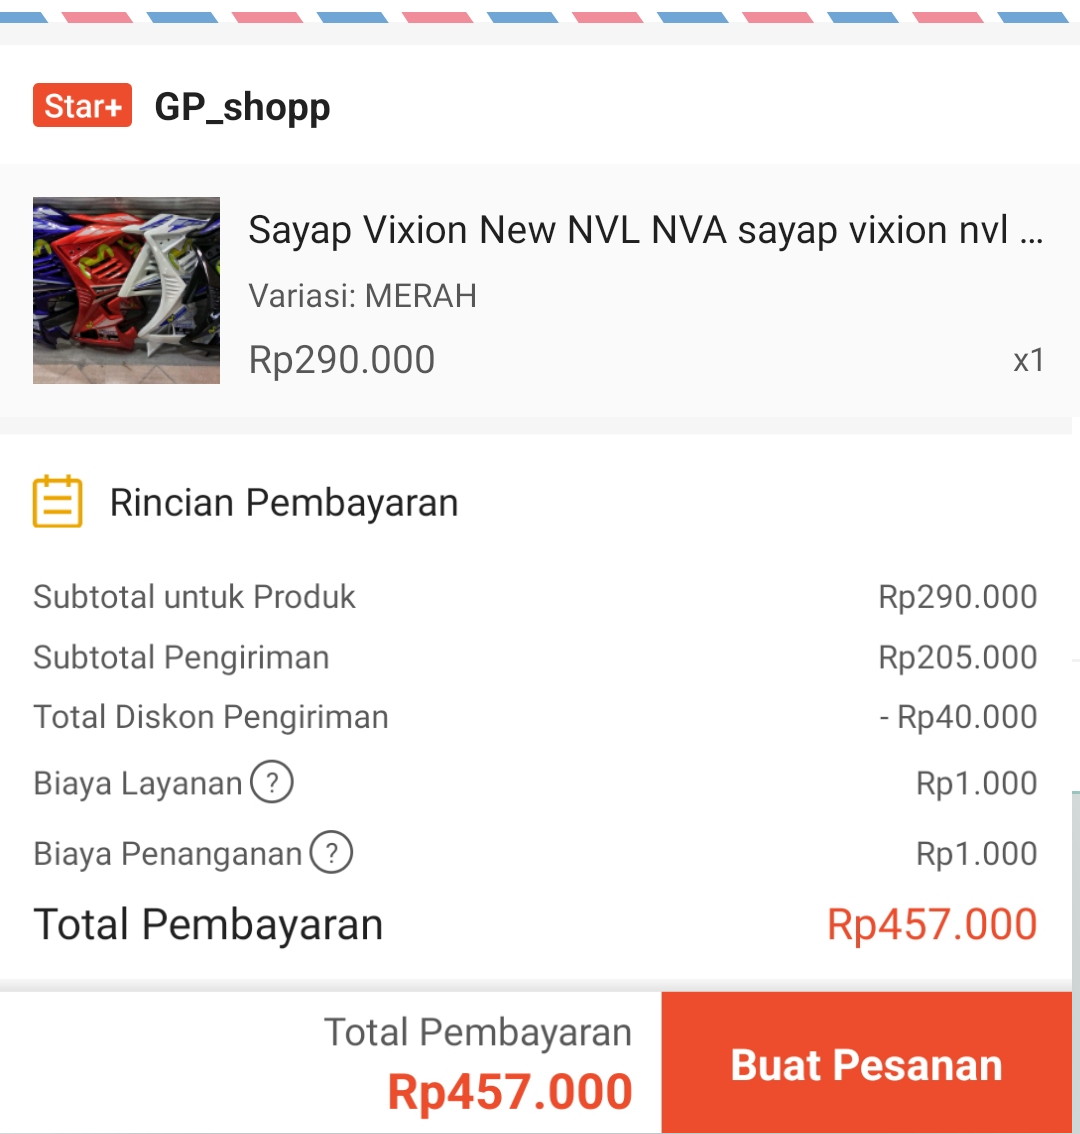 Star+ GP_shopp
Sayap Vixion New NVL NVA sayap vixion nvl ...
Variasi: MERAH
Rp290.000 x1
Rincian Pembayaran
Subtotal untuk Produk Rp290.000
Subtotal Pengiriman Rp205.000
Total Diskon Pengiriman - Rp40.000
Biaya Layanan ? Rp1.000
Biaya Penanganan ? Rp1.000
Total Pembayaran Rp457.000
Total Pembayaran
Rp457.000
Buat Pesanan